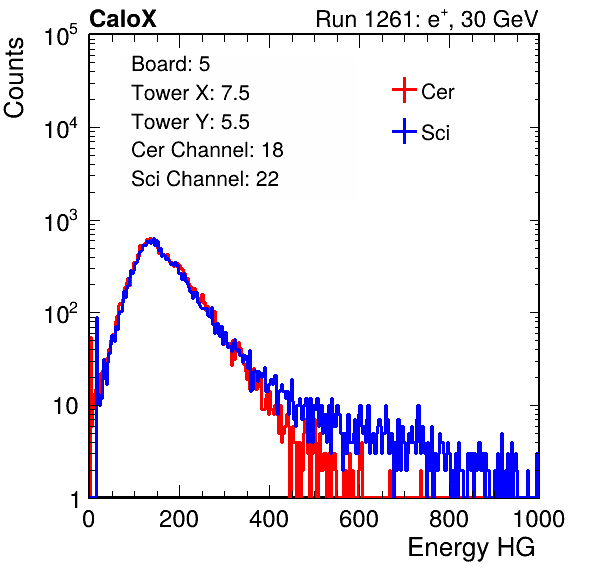 CaloX Run 1261: e⁺, 30 GeV
Counts
Board: 5
Tower X: 7.5
Tower Y: 5.5
Cer Channel: 18
Sci Channel: 22
Cer
Sci
10⁵
10⁴
10³
10²
10
1
0 200 400 600 800 1000
Energy HG